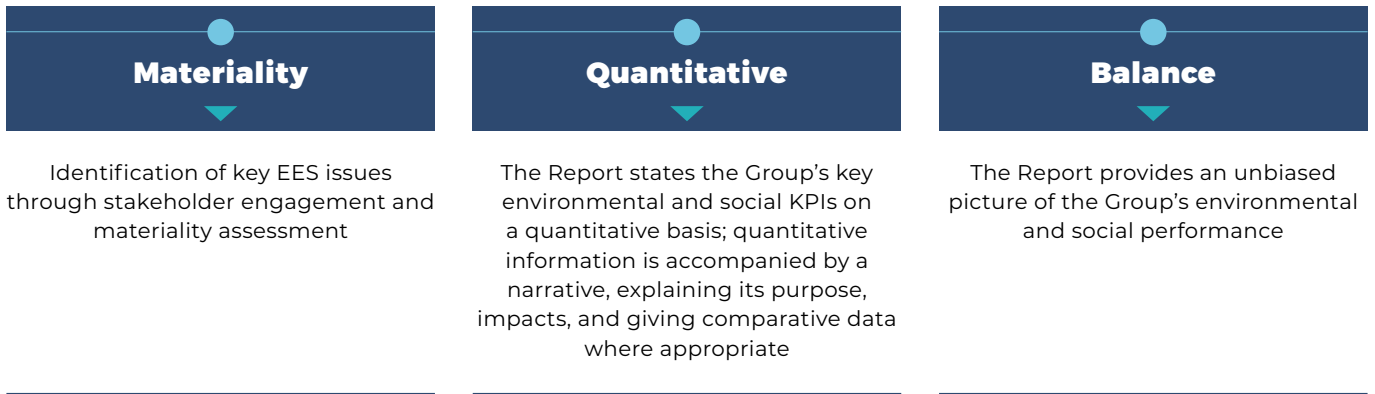 Materiality
Identification of key EES issues
through stakeholder engagement and
materiality assessment
Quantitative
The Report states the Group’s key
environmental and social KPIs on
a quantitative basis; quantitative
information is accompanied by a
narrative, explaining its purpose,
impacts, and giving comparative data
where appropriate
Balance
The Report provides an unbiased
picture of the Group’s environmental
and social performance